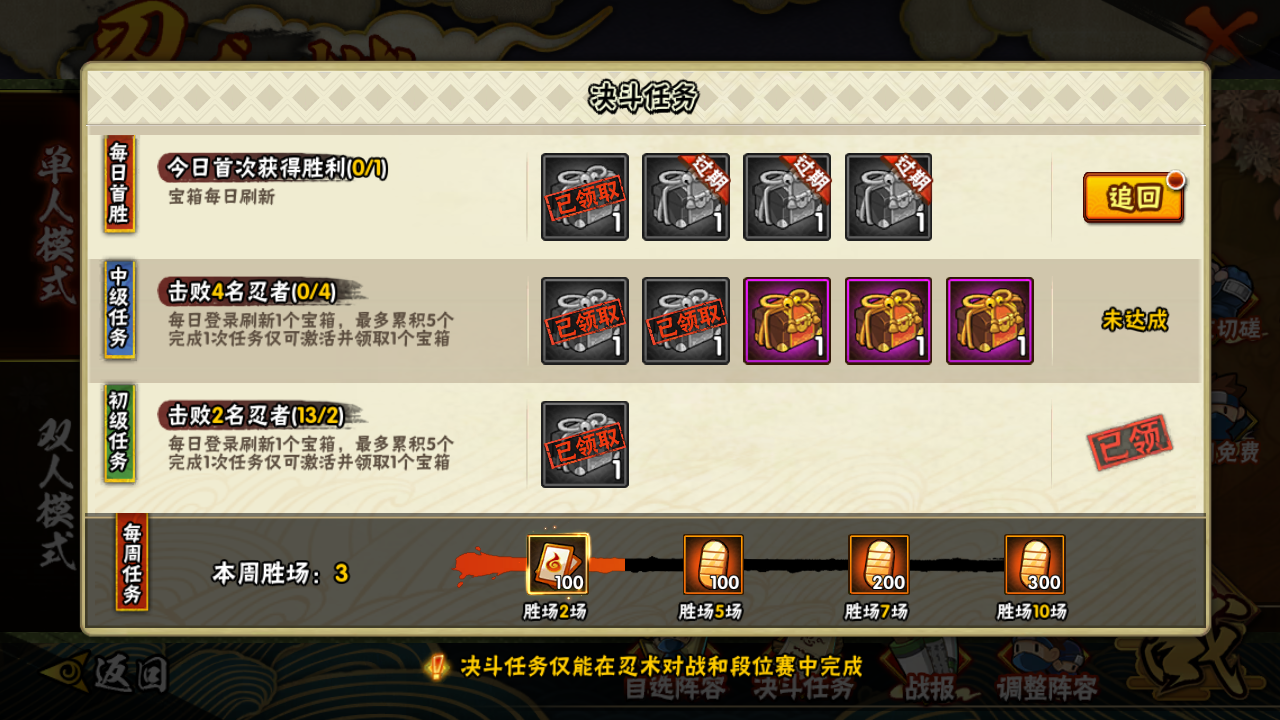 决斗任务
每日首胜
今日首次获得胜利(0/1)
宝箱每日刷新
已领取
1
过期
1
过期
1
过期
1
追回
中级任务
击败4名忍者(0/4)
每日登录刷新1个宝箱，最多累积5个
完成1次任务仅可激活并领取1个宝箱
已领取
1
已领取
1
1
1
1
未达成
初级任务
击败2名忍者(13/2)
每日登录刷新1个宝箱，最多累积5个
完成1次任务仅可激活并领取1个宝箱
已领取
1
已领
每周任务
本周胜场：3
100
100
200
300
胜场2场
胜场5场
胜场7场
胜场10场
决斗任务仅能在忍术对战和段位赛中完成
单人模式
双人模式
切磋
免费
返回
自选阵容
决斗任务
战报
调整阵容